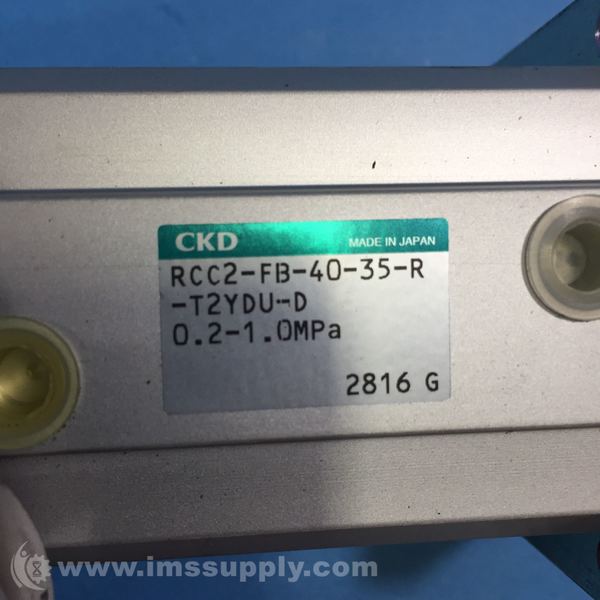 CKD
MADE IN JAPAN
RCC2-FB-40-35-R
-T2YDU-D
0.2-1.0MPa
2816 G
www.imssupply.com